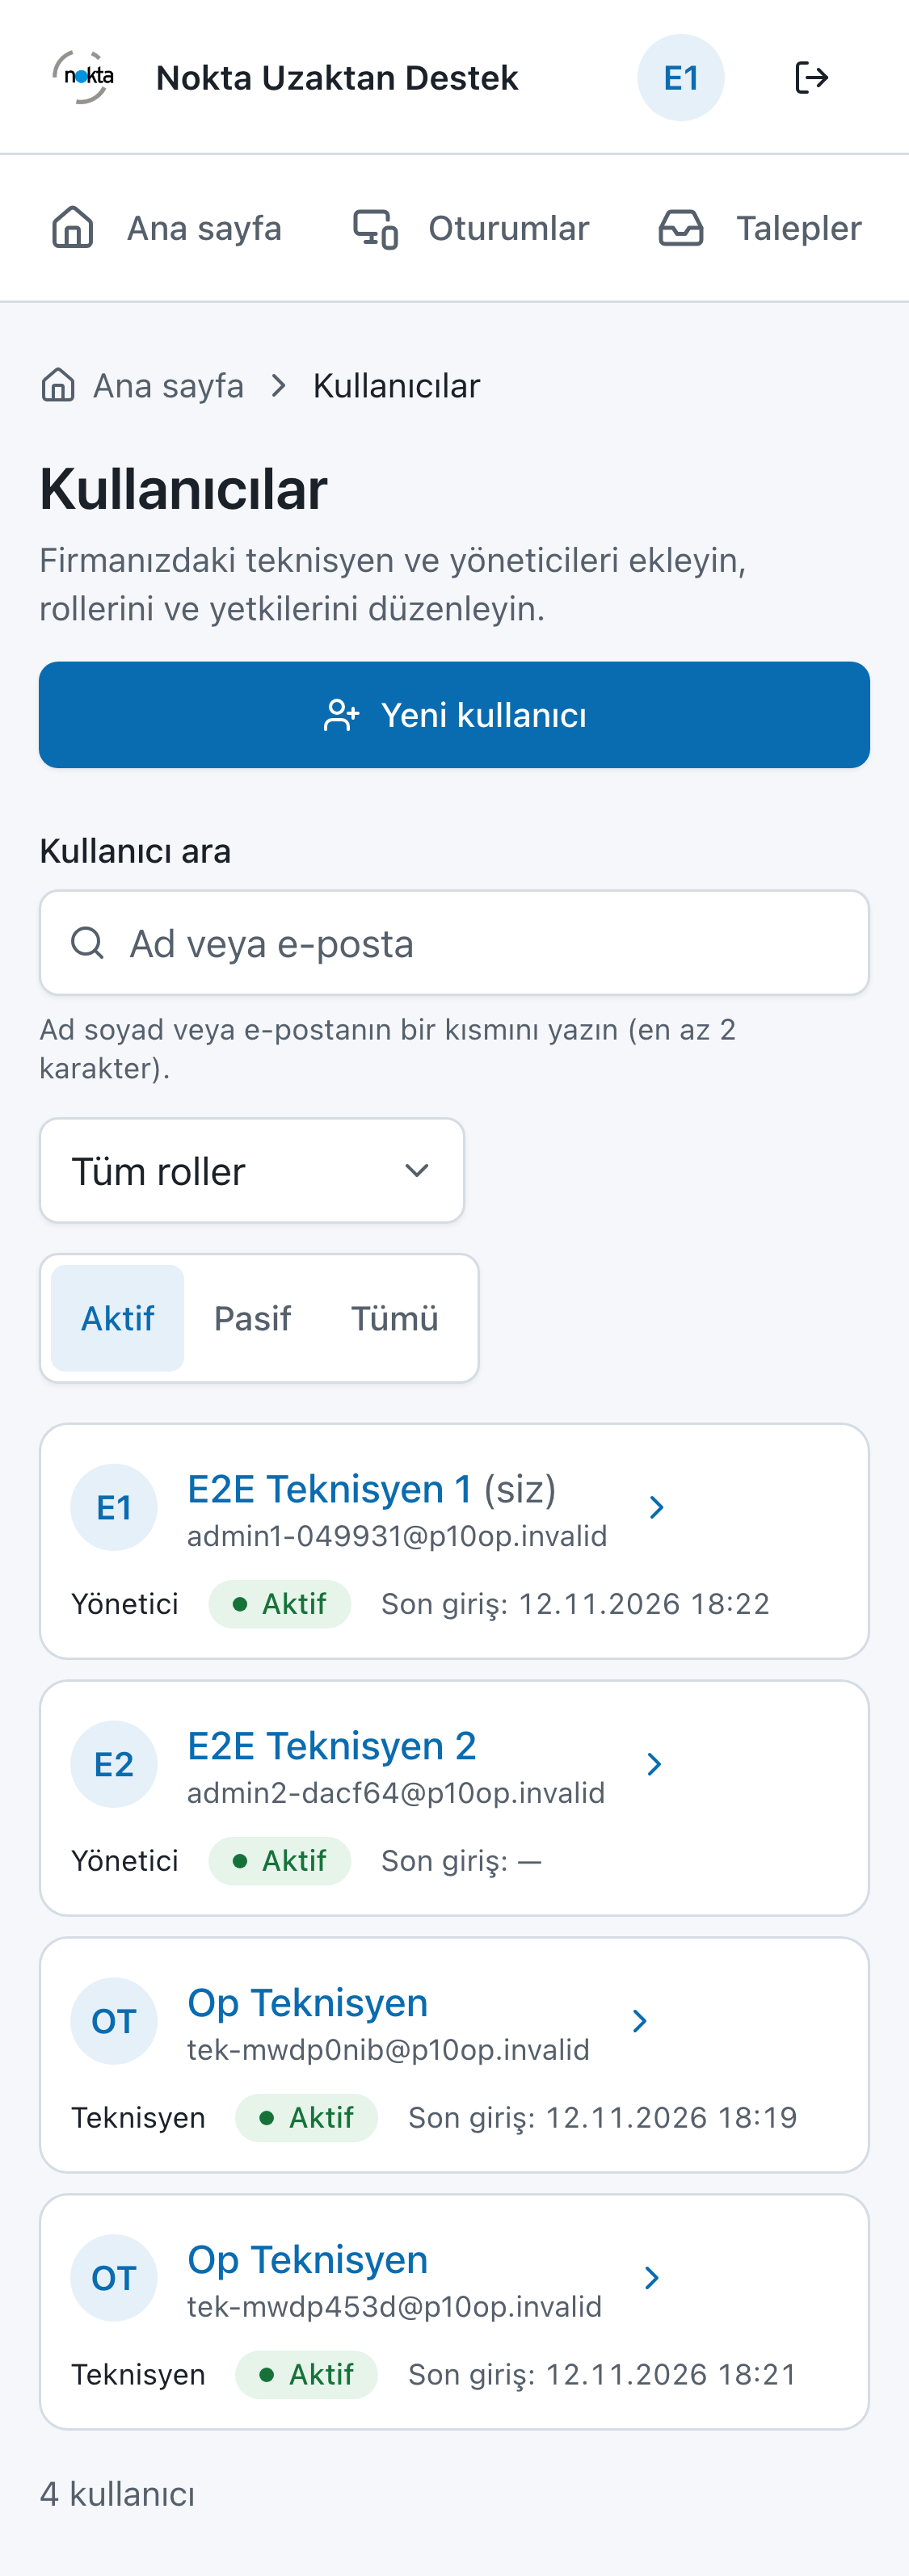 nokta
Nokta Uzaktan Destek
E1
Ana sayfa
Oturumlar
Talepler
Ana sayfa
Kullanıcılar
Kullanıcılar
Firmanızdaki teknisyen ve yöneticileri ekleyin,
rollerini ve yetkilerini düzenleyin.
Yeni kullanıcı
Kullanıcı ara
Ad veya e-posta
Ad soyad veya e-postanın bir kısmını yazın (en az 2
karakter).
Tüm roller
Aktif
Pasif
Tümü
E1
E2E Teknisyen 1 (siz)
admin1-049931@p10op.invalid
Yönetici
Aktif
Son giriş: 12.11.2026 18:22
E2
E2E Teknisyen 2
admin2-dacf64@p10op.invalid
Yönetici
Aktif
Son giriş: —
OT
Op Teknisyen
tek-mwdp0nib@p10op.invalid
Teknisyen
Aktif
Son giriş: 12.11.2026 18:19
OT
Op Teknisyen
tek-mwdp453d@p10op.invalid
Teknisyen
Aktif
Son giriş: 12.11.2026 18:21
4 kullanıcı